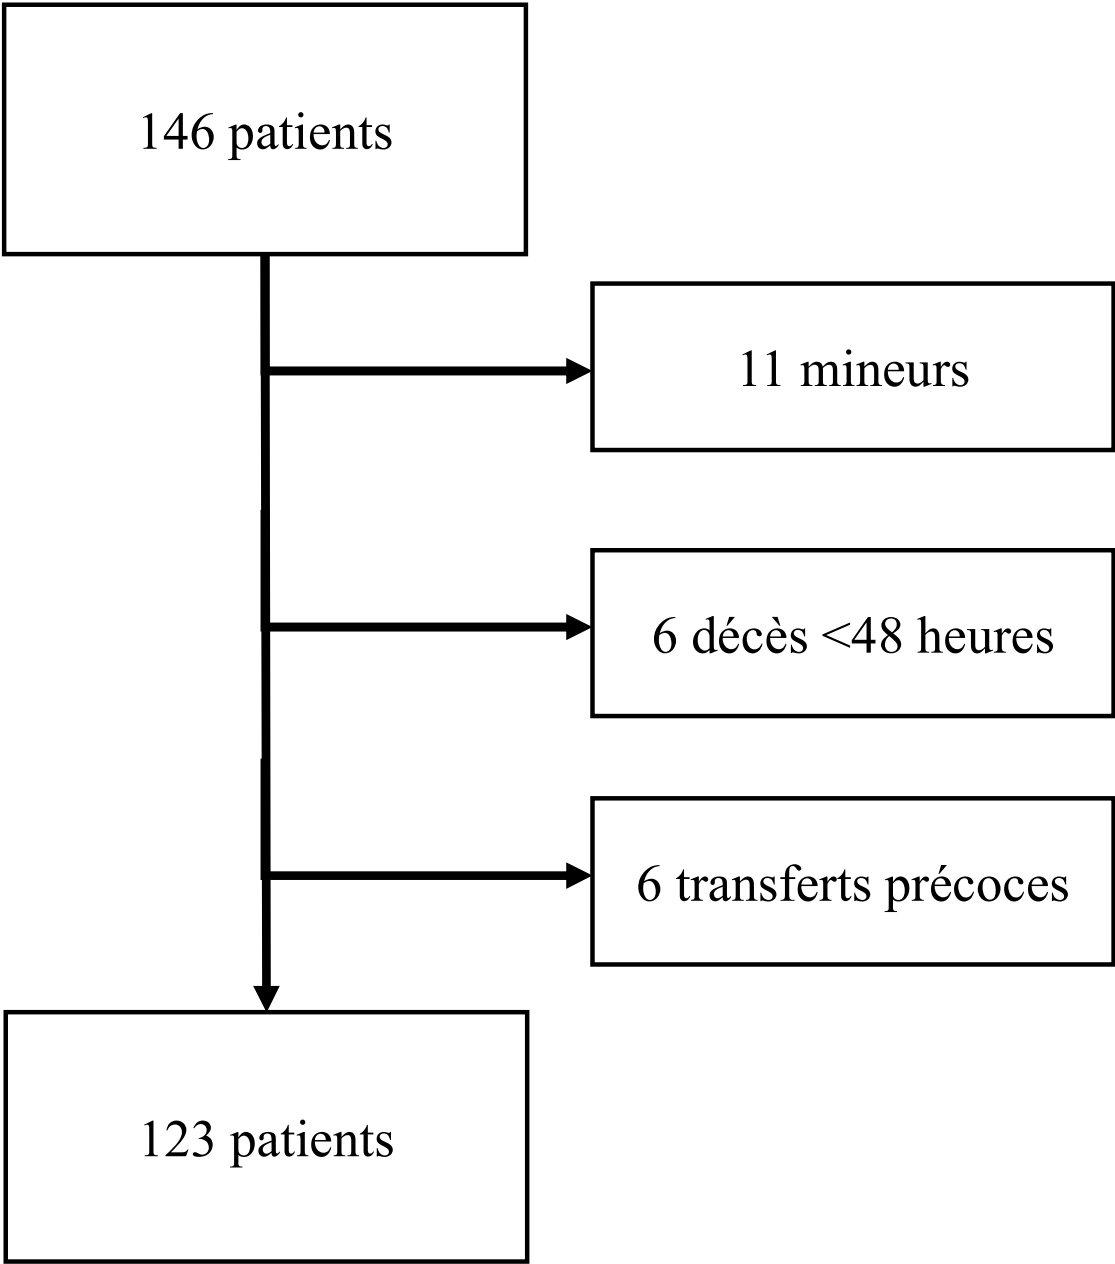 146 patients
11 mineurs
6 décès <48 heures
6 transferts précoces
123 patients